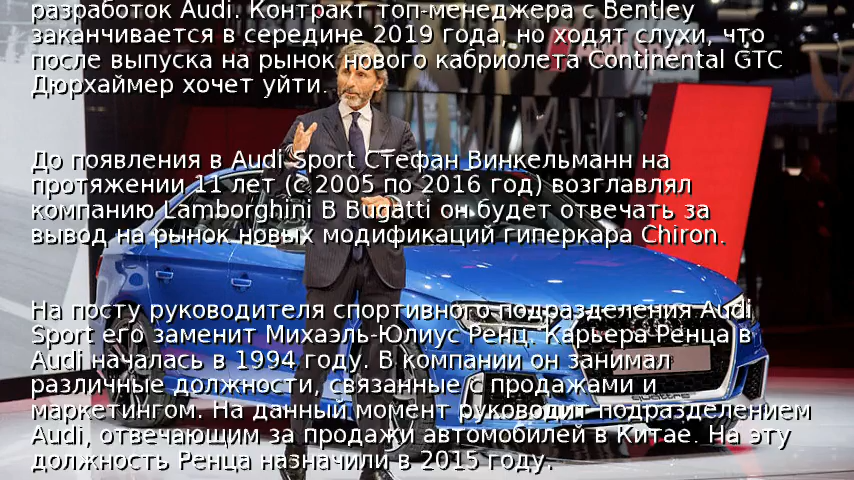 разработок Audi. Контракт топ-менеджера с Bentley
заканчивается в середине 2019 года, но ходят слухи, что
после выпуска на рынок нового кабриолета Continental GTC
Дюрхаймер хочет уйти.
До появления в Audi Sport Стефан Винкельманн на
протяжении 11 лет (с 2005 по 2016 год) возглавлял
компанию Lamborghini В Bugatti он будет отвечать за
вывод на рынок новых модификаций гиперкара Chiron.
На посту руководителя спортивного подразделения Audi
Sport его заменит Михаэль-Юлиус Ренц. Карьера Ренца в
Audi началась в 1994 году. В компании он занимал
различные должности, связанные с продажами и
маркетингом. На данный момент руководит подразделением
Audi, отвечающим за продажи автомобилей в Китае. На эту
должность Ренца назначили в 2015 году.
quattro